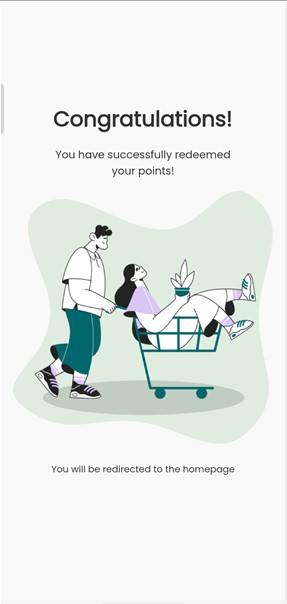 Congratulations!
You have successfully redeemed
your points!
You will be redirected to the homepage